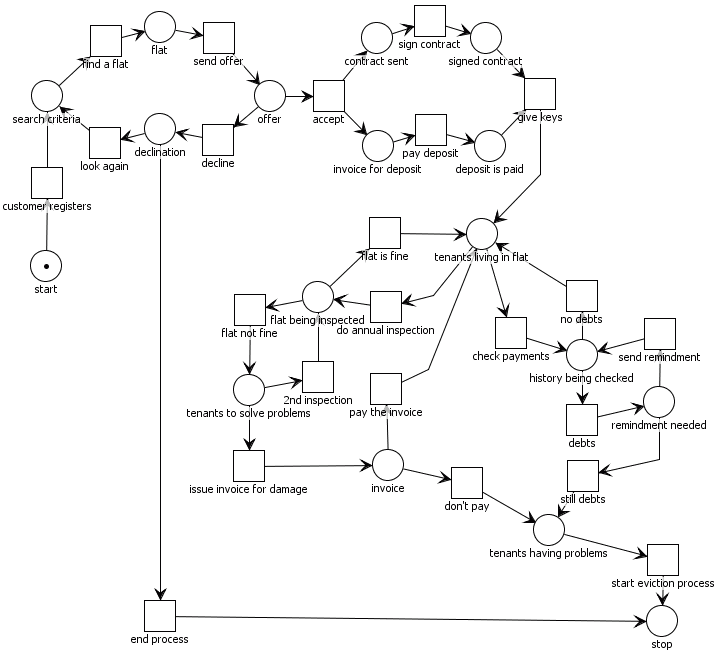 sign contract
flat
contract sent
signed contract
find a flat
send offer
search criteria
offer
accept
give keys
declination
pay deposit
look again
decline
invoice for deposit
deposit is paid
customer registers
start
flat is fine
tenants living in flat
flat being inspected
no debts
flat not fine
do annual inspection
check payments
send remindment
history being checked
2nd inspection
tenants to solve problems
pay the invoice
remindment needed
debts
issue invoice for damage
invoice
still debts
don't pay
tenants having problems
start eviction process
end process
stop